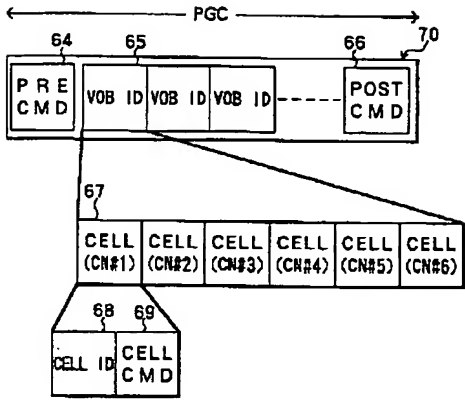 PGC
64
65
66
70
PRE
CMD
VOB ID
VOB ID
VOB ID
POST
CMD
67
CELL
(CN#1)
CELL
(CN#2)
CELL
(CN#3)
CELL
(CN#4)
CELL
(CN#5)
CELL
(CN#6)
68
69
CELL ID
CELL
CMD